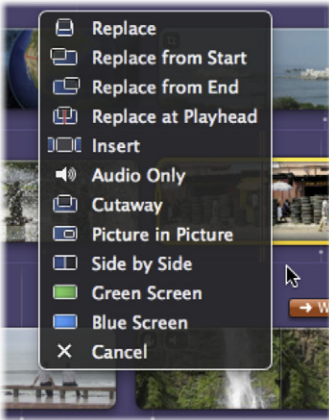 Replace
Replace from Start
Replace from End
Replace at Playhead
Insert
Audio Only
Cutaway
Picture in Picture
Side by Side
Green Screen
Blue Screen
Cancel